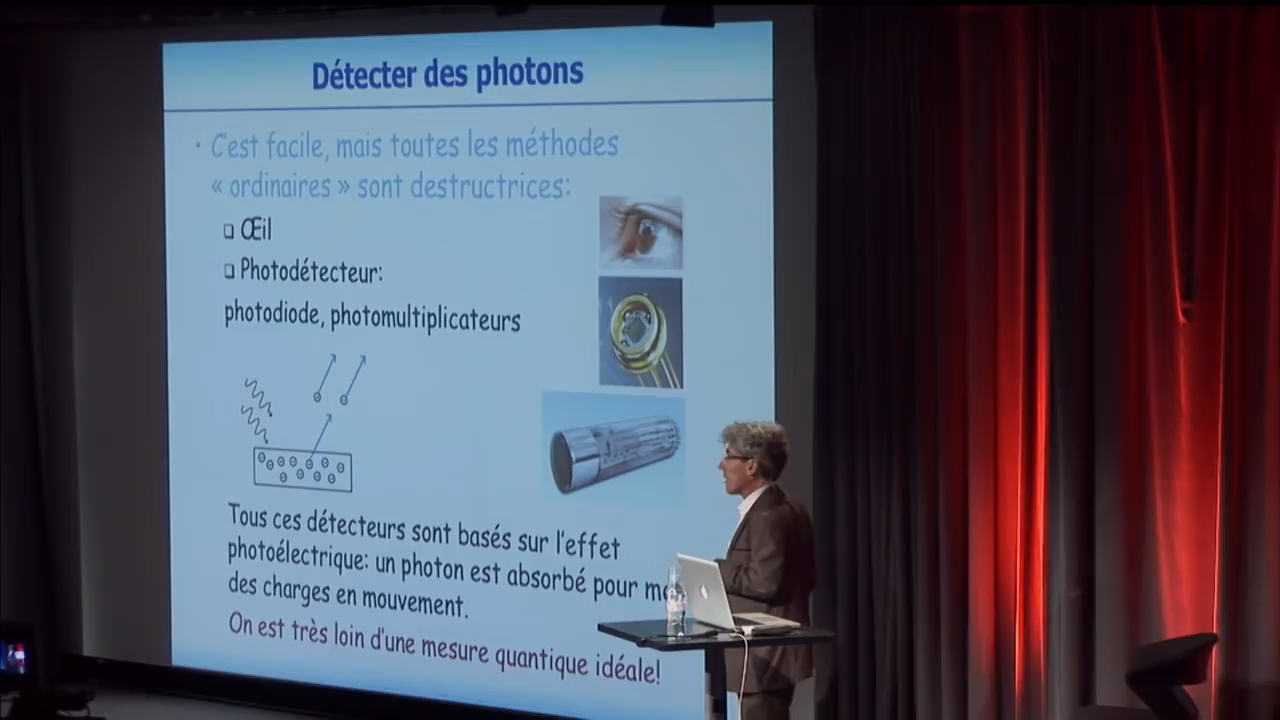 Détecter des photons
• C'est facile, mais toutes les méthodes
« ordinaires » sont destructrices:
❑ Œil
❑ Photodétecteur:
photodiode, photomultiplicateurs
Tous ces détecteurs sont basés sur l'effet
photoélectrique: un photon est absorbé pour
des charges en mouvement.
On est très loin d'une mesure quantique idéale!